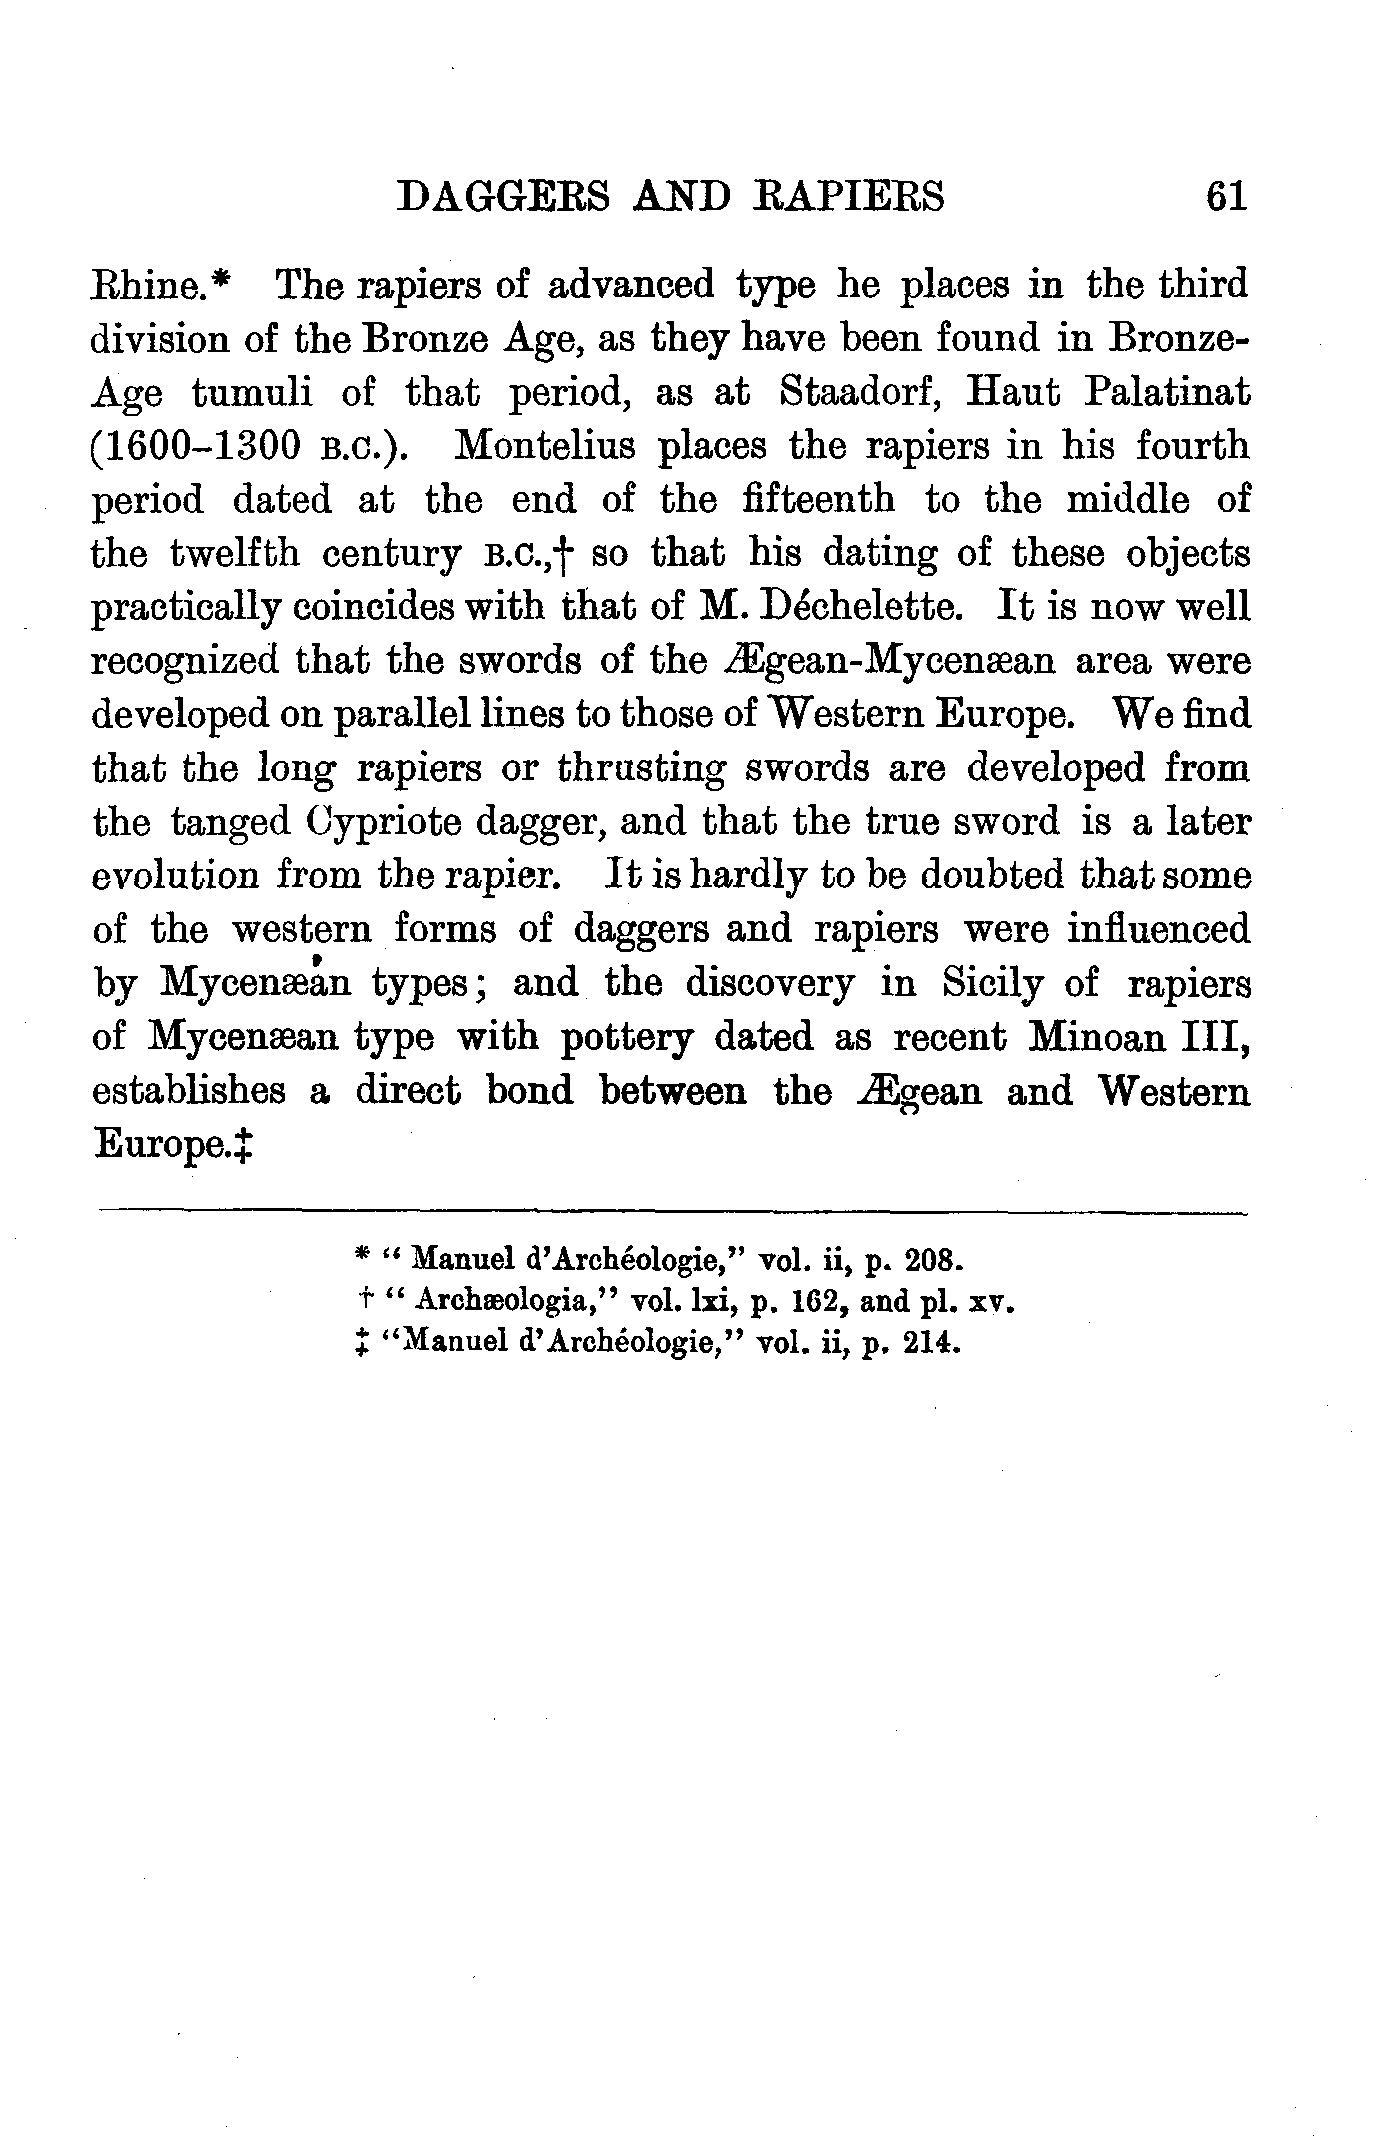 DAGGERS AND RAPIERS 61
Rhine.* The rapiers of advanced type he places in the third
division of the Bronze Age, as they have been found in Bronze-
Age tumuli of that period, as at Staadorf, Haut Palatinat
(1600–1300 B.C.). Montelius places the rapiers in his fourth
period dated at the end of the fifteenth to the middle of
the twelfth century B.C.,† so that his dating of these objects
practically coincides with that of M. Déchelette. It is now well
recognized that the swords of the Ægean-Mycenæan area were
developed on parallel lines to those of Western Europe. We find
that the long rapiers or thrusting swords are developed from
the tanged Cypriote dagger, and that the true sword is a later
evolution from the rapier. It is hardly to be doubted that some
of the western forms of daggers and rapiers were influenced
by Mycenæan types; and the discovery in Sicily of rapiers
of Mycenæan type with pottery dated as recent Minoan III,
establishes a direct bond between the Ægean and Western
Europe.‡
* “ Manuel d’Archéologie,” vol. ii, p. 208.
† “ Archæologia,” vol. lxi, p. 162, and pl. xv.
‡ “Manuel d’Archéologie,” vol. ii, p. 214.